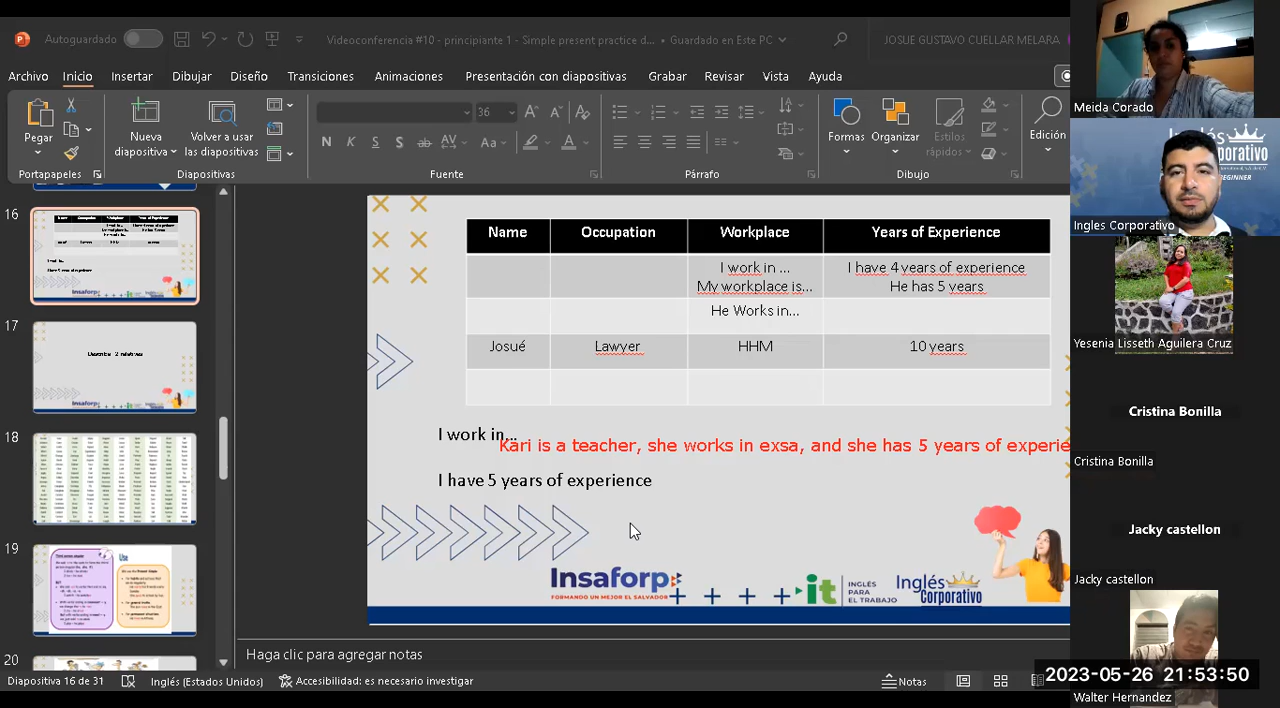 Autoguardado
Videoconferencia #10 - principiante 1 - Simple present practice d... • Guardado en Este PC
JOSUE GUSTAVO CUELLAR MELARA
Archivo Inicio Insertar Dibujar Diseño Transiciones Animaciones Presentación con diapositivas Grabar Revisar Vista Ayuda
Pegar
Nueva diapositiva
Volver a usar las diapositivas
36
N K S S ab AV Aa A
Formas
Organizar
Estilos rápidos
Edición
Portapapeles
Diapositivas
Fuente
Párrafo
Dibujo
16
17
18
19
20
Name Occupation Workplace Years of Experience
I work in ... I have 4 years of experience
My workplace is... He has 5 years
He Works in...
Josué Lawyer HHM 10 years
I work in...
Kari is a teacher, she works in exsa, and she has 5 years of experie
I have 5 years of experience
Insaforp
FORMANDO UN MEJOR EL SALVADOR
it
INGLÉS
PARA
EL TRABAJO
Inglés
Corporativo
Haga clic para agregar notas
Diapositiva 16 de 31
Inglés (Estados Unidos)
Accesibilidad: es necesario investigar
Notas
Meida Corado
Ingles Corporativo
Yesenia Lisseth Aguilera Cruz
Cristina Bonilla
Cristina Bonilla
Jacky castellon
Jacky castellon
2023-05-26 21:53:50
Walter Hernandez